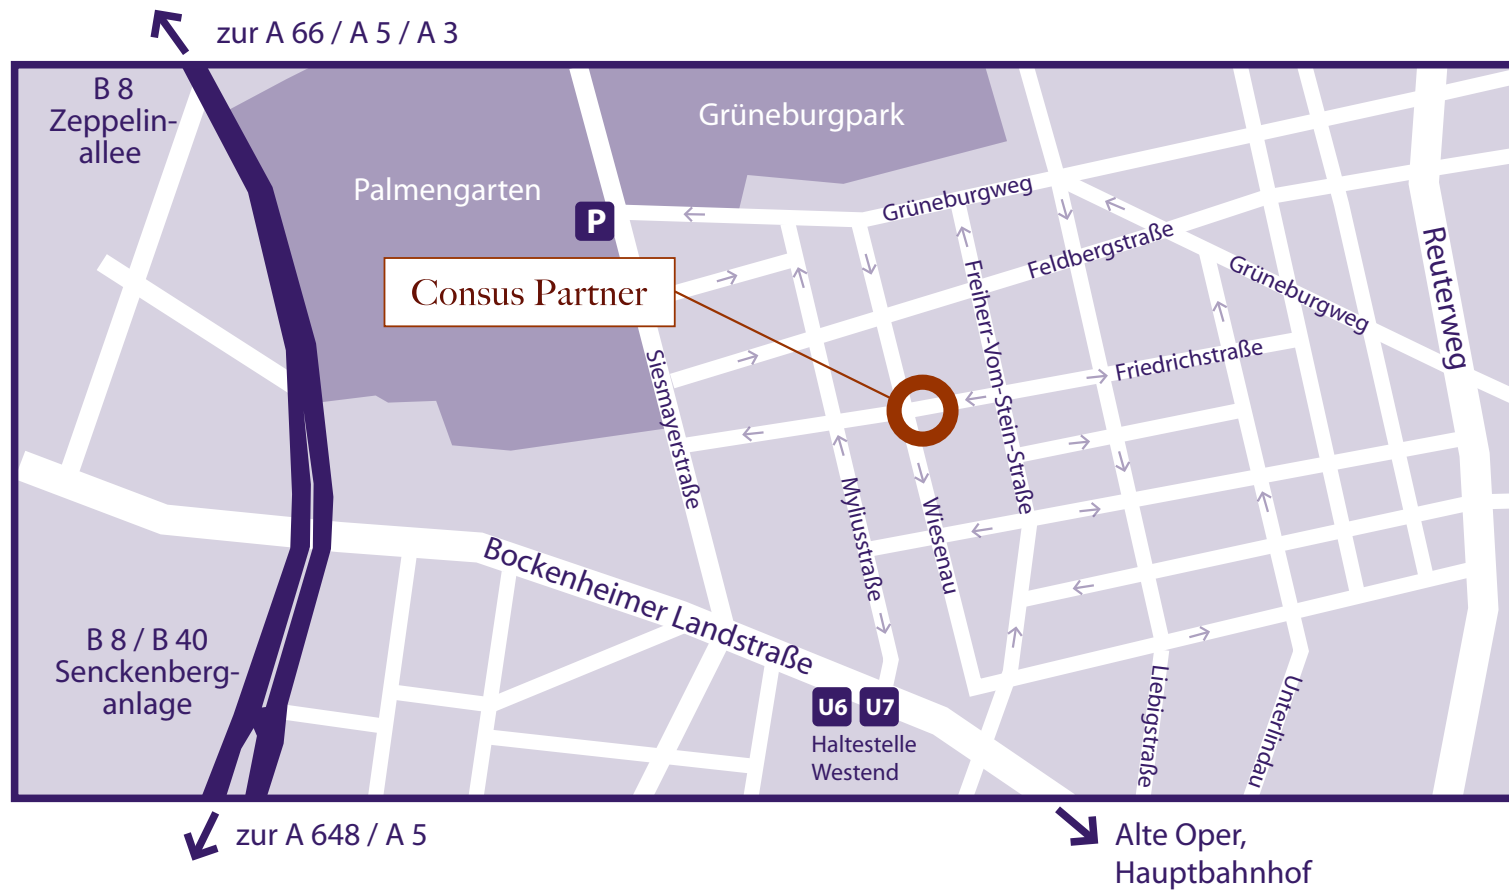 zur A 66 / A 5 / A 3
B 8
Zeppelin-
allee
Grüneburgpark
Palmengarten
P
Grüneburgweg
Feldbergstraße
Grüneburgweg
Reuterweg
Consus Partner
Freiherr-Vom-Stein-Straße
Friedrichstraße
Siesmayerstraße
Myliusstraße
Wiesenau
Bockenheimer Landstraße
B 8 / B 40
Senckenberg-
anlage
U6 U7
Haltestelle
Westend
Liebigstraße
Unterlindau
zur A 648 / A 5
Alte Oper,
Hauptbahnhof